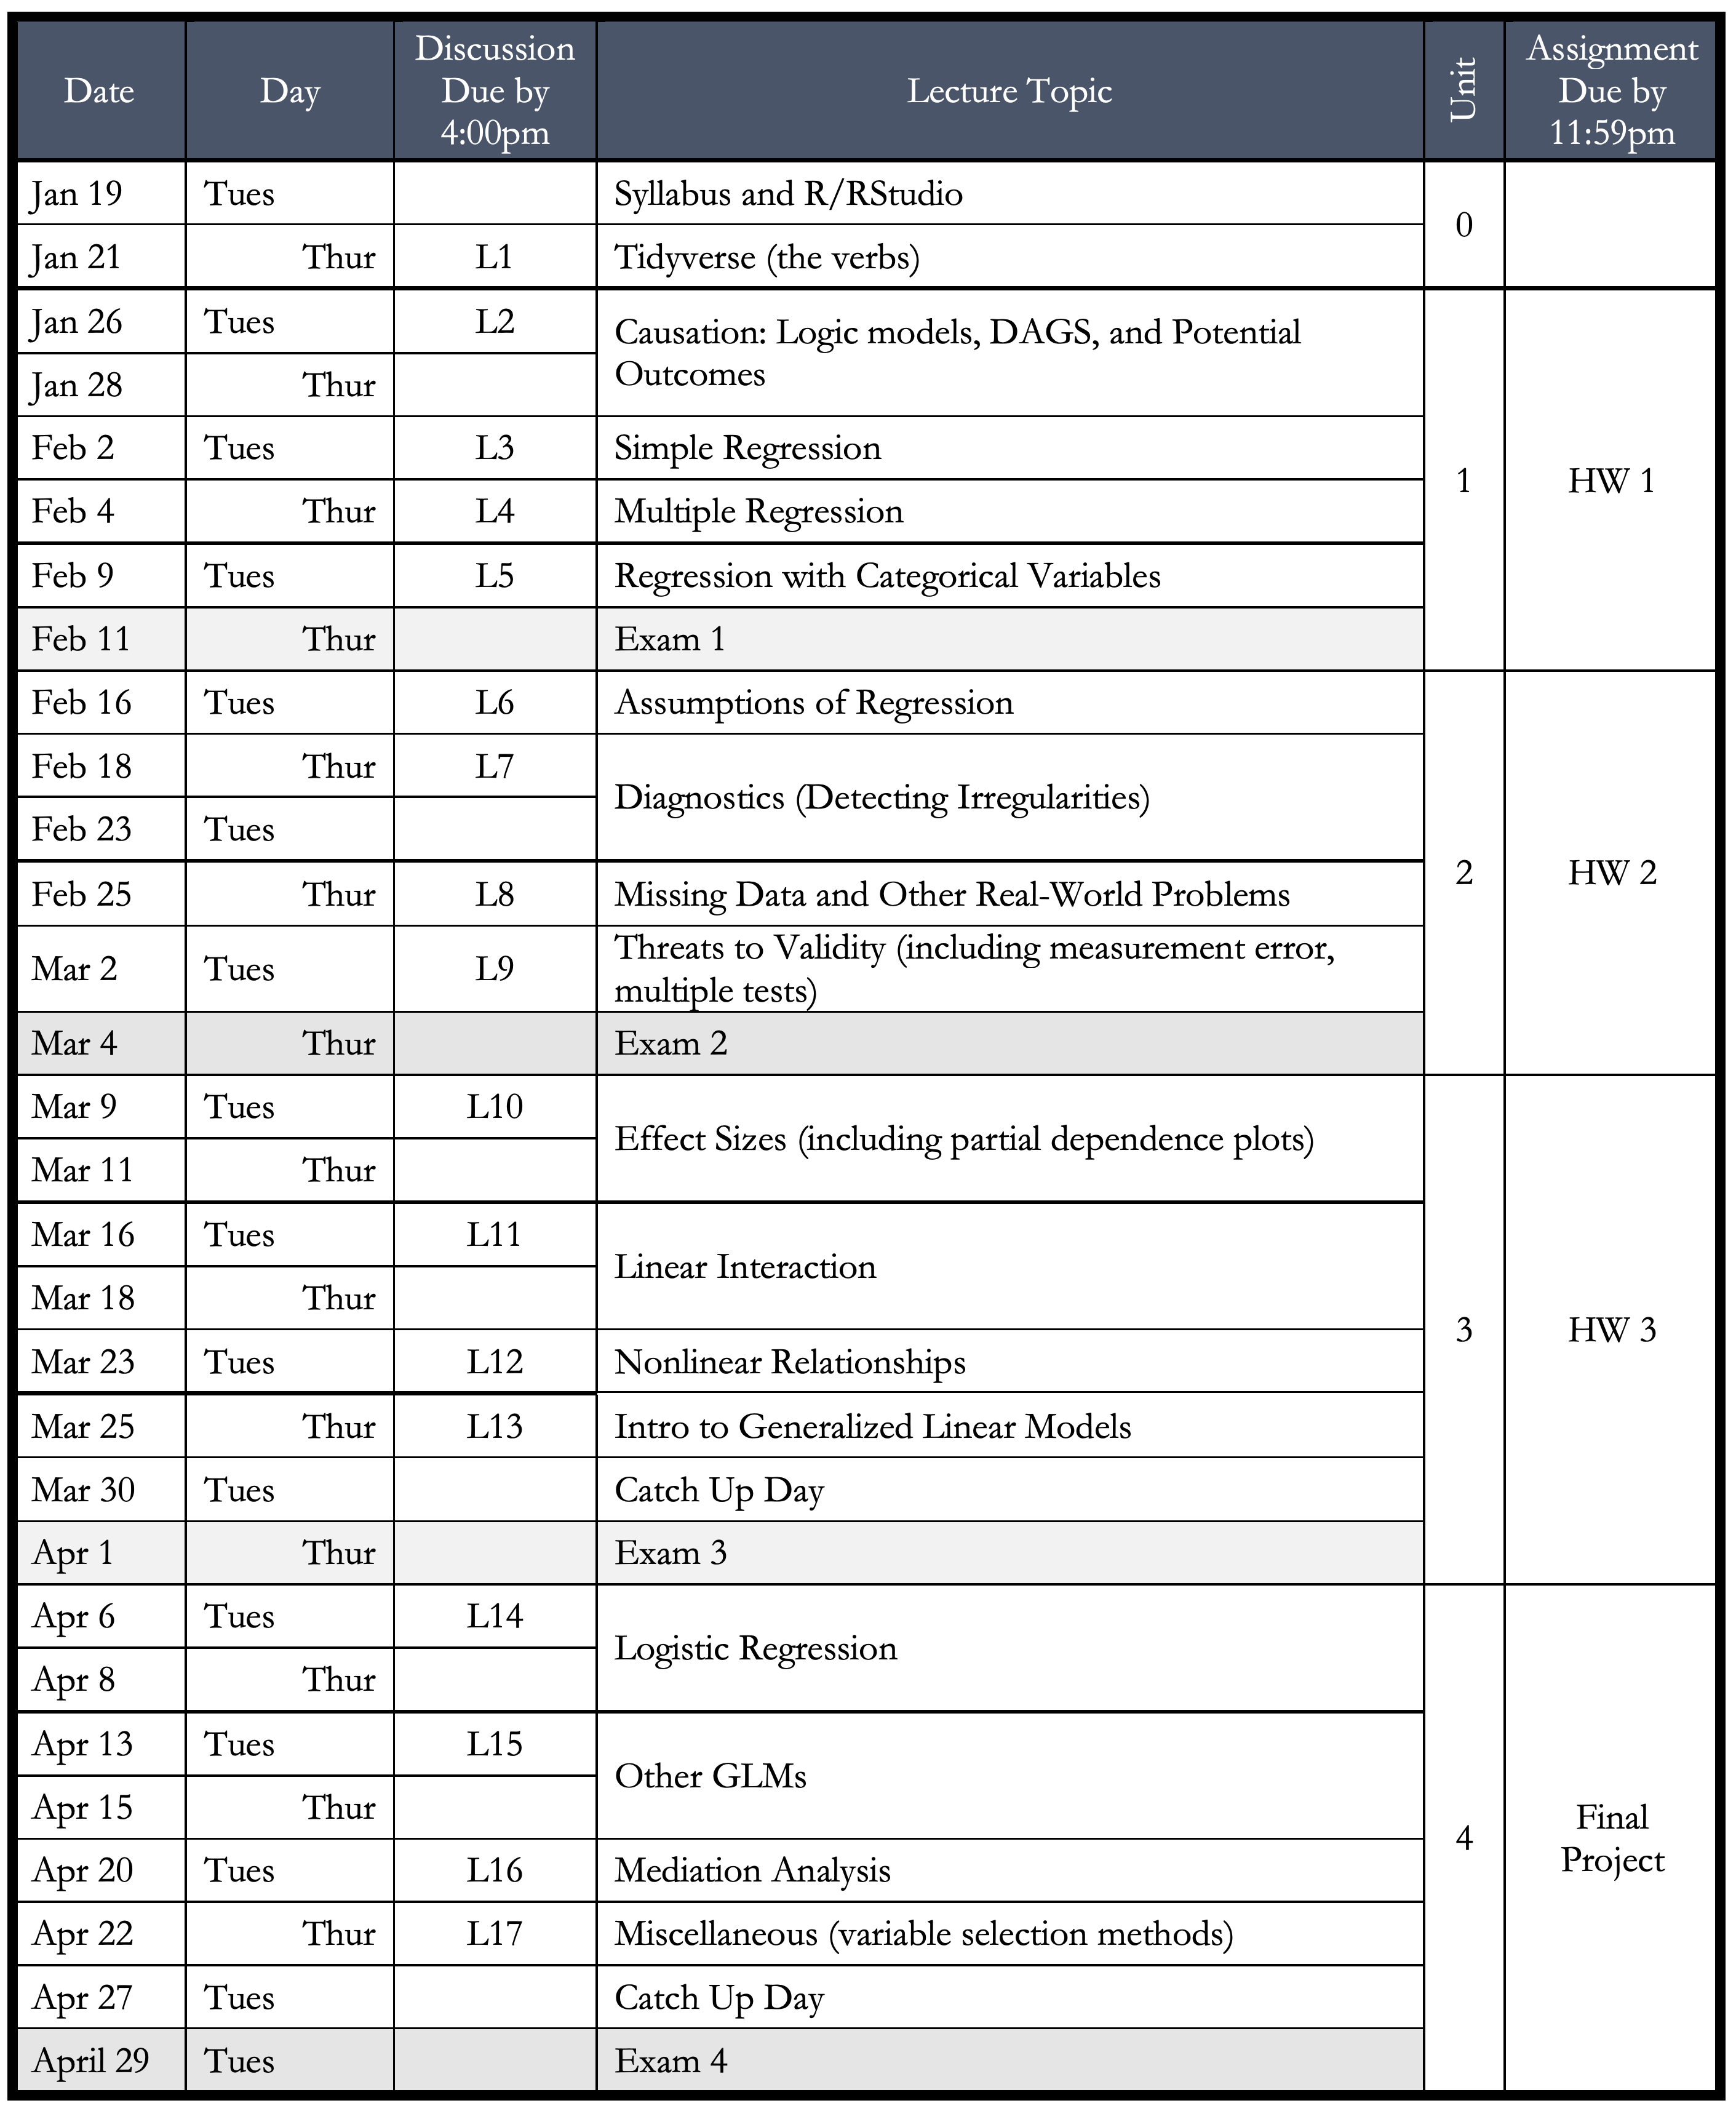 Date Day Discussion Due by 4:00pm Lecture Topic Unit Assignment Due by 11:59pm
Jan 19 Tues Syllabus and R/RStudio 0
Jan 21 Thur L1 Tidyverse (the verbs)
Jan 26 Tues L2 Causation: Logic models, DAGS, and Potential
Outcomes
Jan 28 Thur
Feb 2 Tues L3 Simple Regression
1 HW 1
Feb 4 Thur L4 Multiple Regression
Feb 9 Tues L5 Regression with Categorical Variables
Feb 11 Thur Exam 1
Feb 16 Tues L6 Assumptions of Regression
Feb 18 Thur L7 Diagnostics (Detecting Irregularities)
Feb 23 Tues
2 HW 2
Feb 25 Thur L8 Missing Data and Other Real-World Problems
Mar 2 Tues L9 Threats to Validity (including measurement error,
multiple tests)
Mar 4 Thur Exam 2
Mar 9 Tues L10 Effect Sizes (including partial dependence plots)
Mar 11 Thur
Mar 16 Tues L11 Linear Interaction
Mar 18 Thur
3 HW 3
Mar 23 Tues L12 Nonlinear Relationships
Mar 25 Thur L13 Intro to Generalized Linear Models
Mar 30 Tues Catch Up Day
Apr 1 Thur Exam 3
Apr 6 Tues L14 Logistic Regression
Apr 8 Thur
Apr 13 Tues L15 Other GLMs
Apr 15 Thur
4 Final
Project
Apr 20 Tues L16 Mediation Analysis
Apr 22 Thur L17 Miscellaneous (variable selection methods)
Apr 27 Tues Catch Up Day
April 29 Tues Exam 4